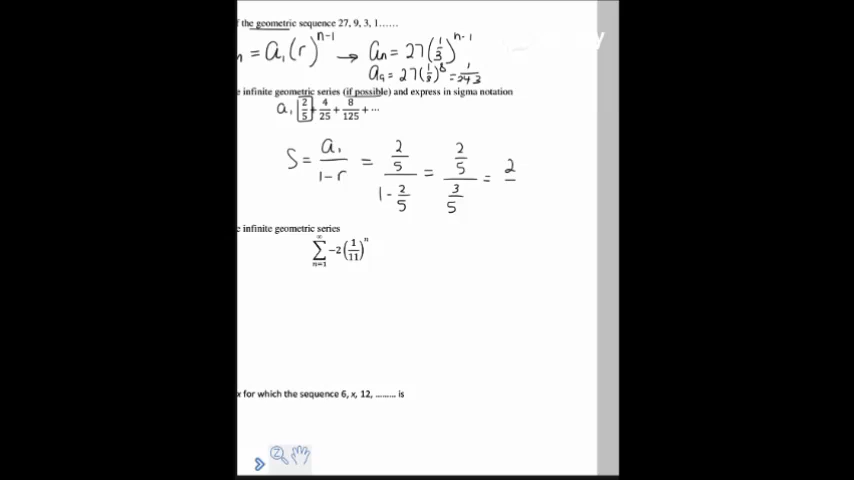 f the geometric sequence 27, 9, 3, 1……
n = a₁(r)ⁿ⁻¹ → aₙ = 27(1/3)ⁿ⁻¹
a₉ = 27(1/3)⁸ = 1/243
e infinite geometric series (if possible) and express in sigma notation
a₁ 2/5 + 4/25 + 8/125 + ⋯
S = a₁/(1-r) = (2/5)/(1 - 2/5) = (2/5)/(3/5) = 2
e infinite geometric series
∞∑n=1 −2(1/11)ⁿ
x for which the sequence 6, x, 12, ……... is